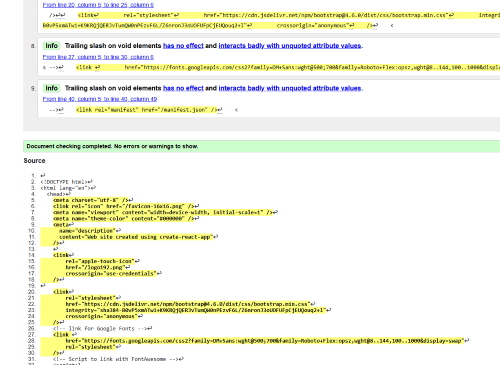 From line 20, column 5; to line 25, column 6
/>↩↩ <link↩ rel="stylesheet"↩ href="https://cdn.jsdelivr.net/npm/bootstrap@4.6.0/dist/css/bootstrap.min.css"↩
crossorigin="anonymous"↩ />↩ <
8. Info Trailing slash on void elements has no effect and interacts badly with unquoted attribute values.
From line 27, column 5; to line 30, column 6
s -->↩ <link ↩ href="https://fonts.googleapis.com/css2?family=DM+Sans:wght@500;700&family=Roboto+Flex:opsz,wght@8..144,100..1000&displa
9. Info Trailing slash on void elements has no effect and interacts badly with unquoted attribute values.
From line 40, column 5; to line 40, column 49
-->↩ <link rel="manifest" href="/manifest.json" />↩ <
Document checking completed. No errors or warnings to show.
Source
1. ↩
2. <!DOCTYPE html>↩
3. <html lang="en">↩
4. <head>↩
5. <meta charset="utf-8" />↩
6. <link rel="icon" href="/favicon-16x16.png" />↩
7. <meta name="viewport" content="width=device-width, initial-scale=1" />↩
8. <meta name="theme-color" content="#000000" />↩
9. <meta↩
10. name="description"↩
11. content="Web site created using create-react-app"↩
12. />↩
13. ↩
14. <link↩
15. rel="apple-touch-icon"↩
16. href="/logo192.png"↩
17. crossorigin="use-credentials"↩
18. />↩
19. ↩
20. <link↩
21. rel="stylesheet"↩
22. href="https://cdn.jsdelivr.net/npm/bootstrap@4.6.0/dist/css/bootstrap.min.css"↩
23. integrity=
24. crossorigin="anonymous"↩
25. />↩
26. <!-- link for Google Fonts -->↩
27. <link ↩
28. href="https://fonts.googleapis.com/css2?family=DM+Sans:wght@500;700&family=Roboto+Flex:opsz,wght@8..144,100..1000&display=swap"↩
29. rel="stylesheet"↩
30. />↩
31. <!-- Script to link with FontAwesome -->↩